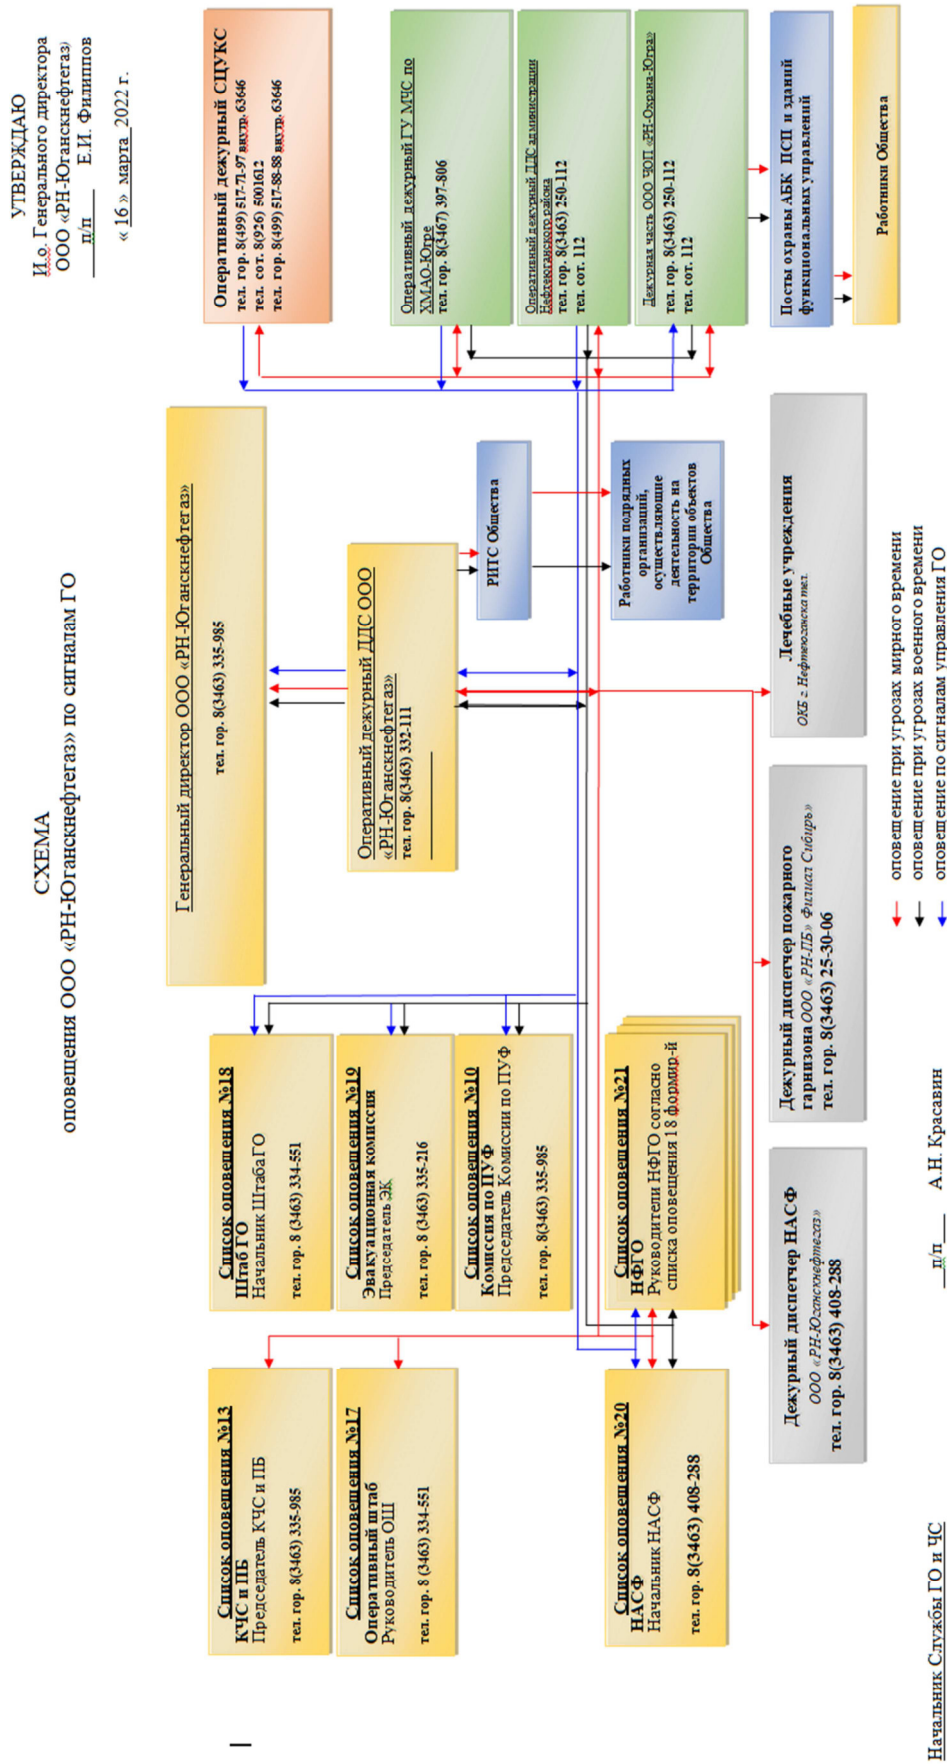 УТВЕРЖДАЮ
И.о. Генерального директора
ООО «РН-Юганскнефтегаз»
п/п Е.И. Филиппов
« 16 » марта 2022 г.
СХЕМА
оповещения ООО «РН-Юганскнефтегаз» по сигналам ГО
Генеральный директор ООО «РН-Юганскнефтегаз»
тел. гор. 8(3463) 335-985
Оперативный дежурный СЦУКС
тел. гор. 8(499) 517-71-97 внутр. 63646
тел. сот. 8(926) 5001612
тел. гор. 8(499) 517-88-88 внутр. 63646
Список оповещения №13
КЧС и ПБ
Председатель КЧС и ПБ
тел. гор. 8(3463) 335-985
Список оповещения №18
Штаб ГО
Начальник Штаба ГО
тел. гор. 8 (3463) 334-551
Список оповещения №17
Оперативный штаб
Руководитель ОШ
тел. гор. 8 (3463) 334-551
Список оповещения №19
Эвакуационная комиссия
Председатель ЭК
тел. гор. 8 (3463) 335-216
Оперативный дежурный ДДС ООО
«РН-Юганскнефтегаз»
тел. гор. 8(3463) 332-111
Оперативный дежурный ГУ МЧС по
ХМАО-Югре
тел. гор. 8(3467) 397-806
Список оповещения №10
Комиссия по ПУФ
Председатель Комиссии по ПУФ
тел. гор. 8(3463) 335-985
РИТС Общества
Оперативный дежурный ДДС администрации
Нефтеюганского района
тел. гор. 8(3463) 250-112
тел. сот. 112
Список оповещения №20
НАСФ
Начальник НАСФ
тел. гор. 8(3463) 408-288
Список оповещения №21
НФГО
Руководители НФГО согласно
списка оповещения 18 формир-й
Работники подрядных
организаций,
осуществляющие
деятельность на
территории объектов
Общества
Дежурная часть ООО ЧОП «РН-Охрана-Югра»
тел. гор. 8(3463) 250-112
тел. сот. 112
Дежурный диспетчер НАСФ
ООО «РН-Юганскнефтегаз»
тел. гор. 8(3463) 408-288
Дежурный диспетчер пожарного
гарнизона ООО «РН-ПБ» Филиал Сибирь»
тел. гор. 8(3463) 25-30-06
Лечебные учреждения
ОКБ г. Нефтеюганска тел.
Посты охраны АБК ПСП и зданий
функциональных управлений
Работники Общества
оповещение при угрозах мирного времени
оповещение при угрозах военного времени
оповещение по сигналам управления ГО
Начальник Службы ГО и ЧС п/п А.Н. Красавин